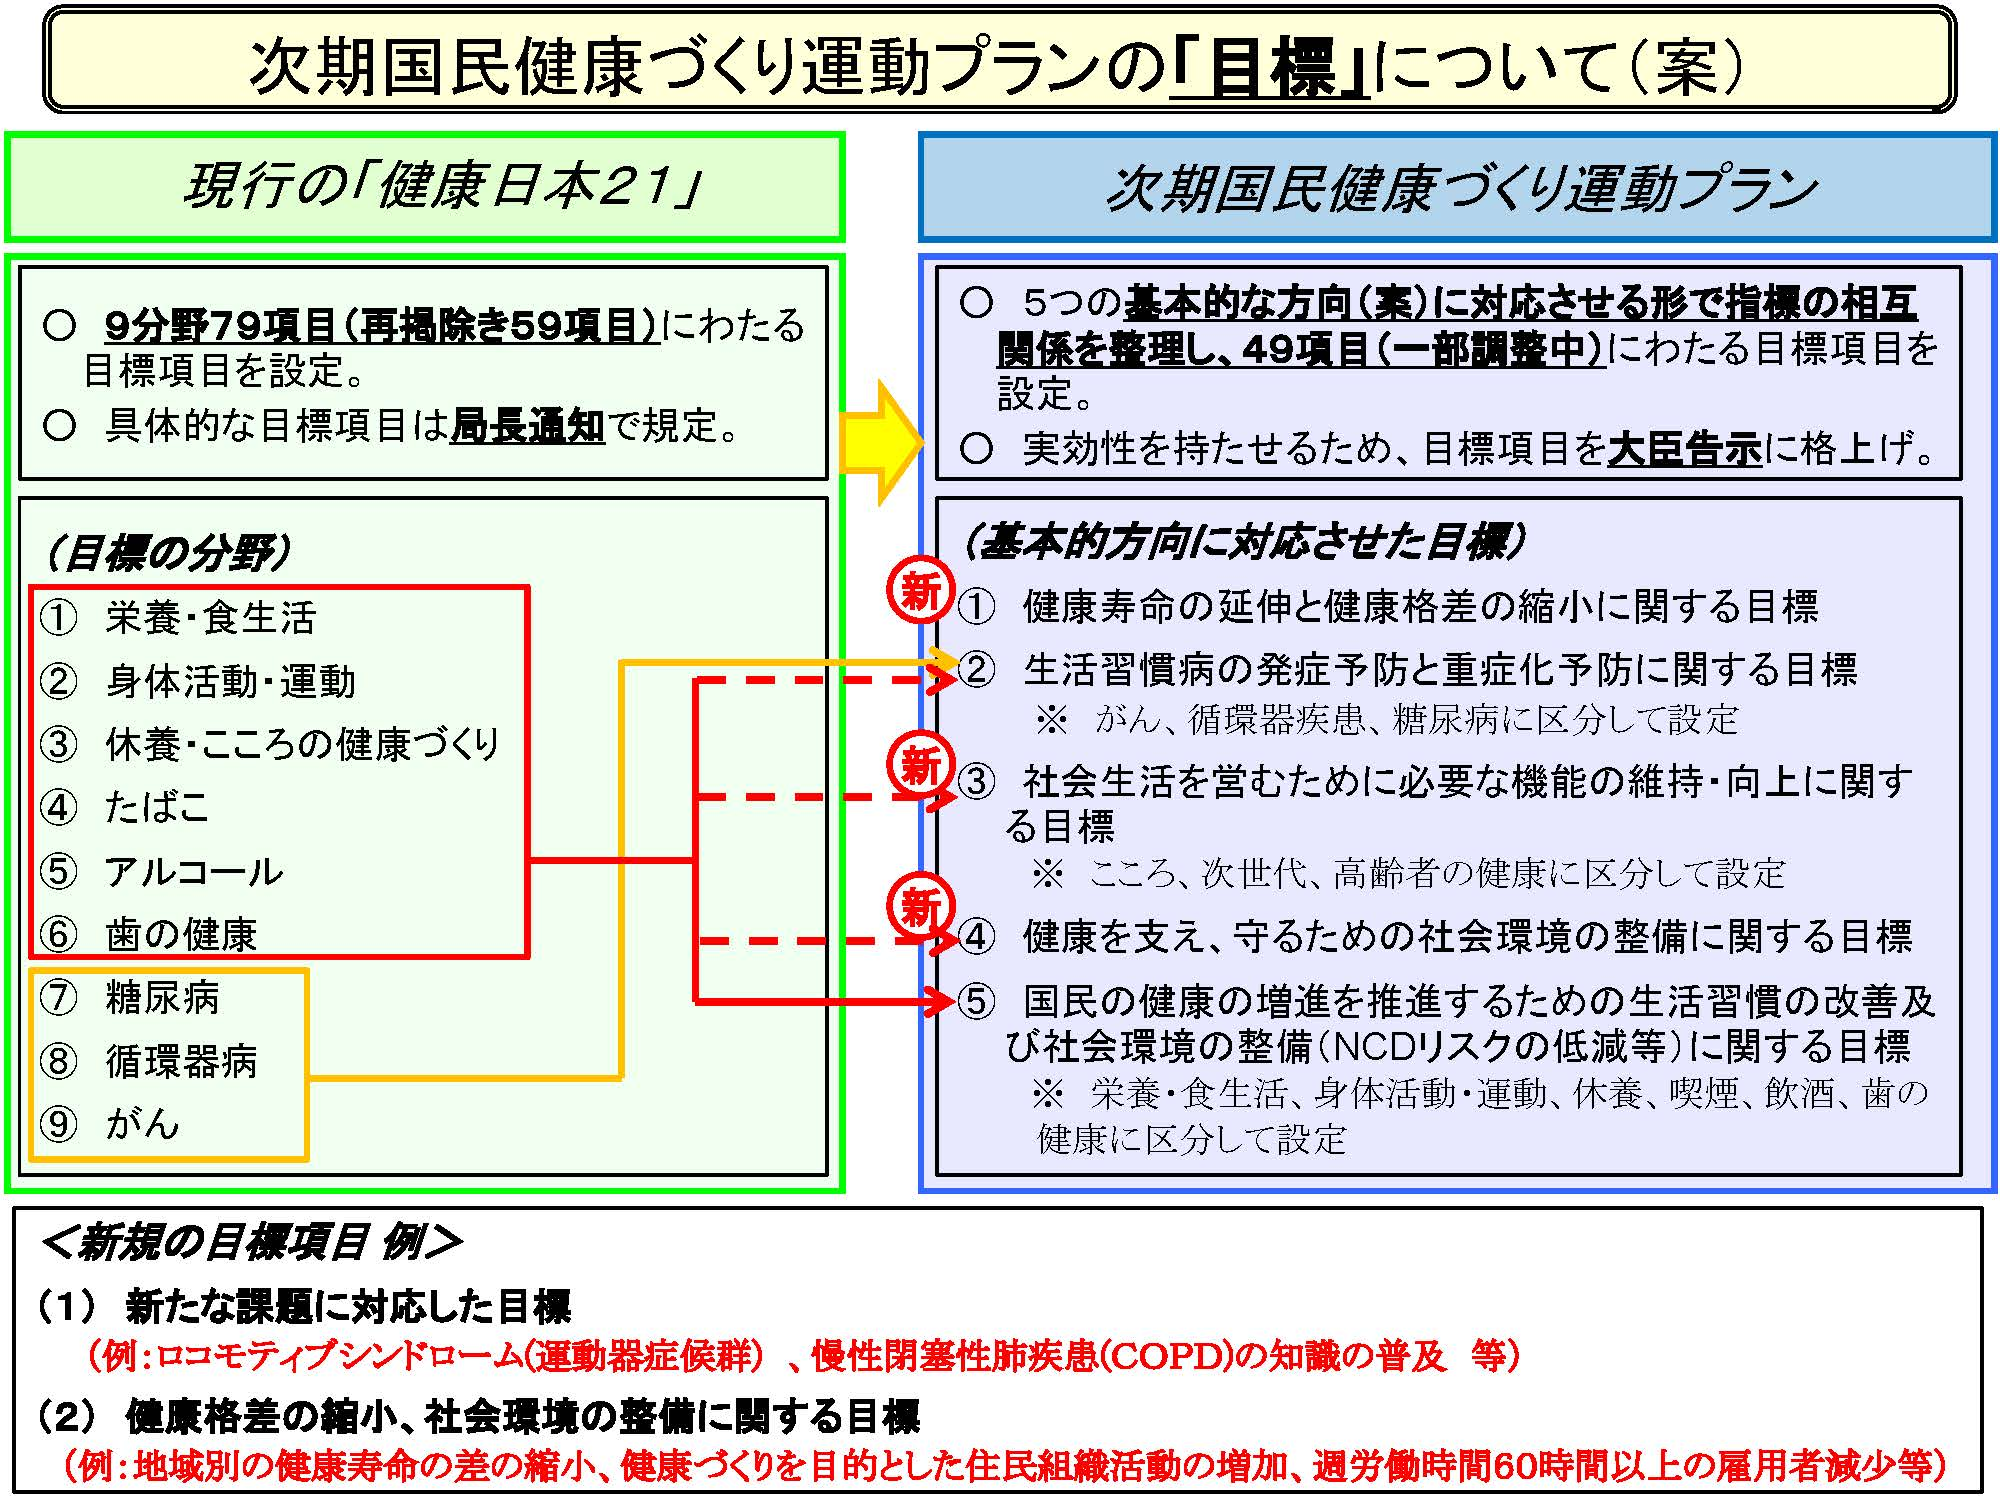 次期国民健康づくり運動プランの「目標」について（案）
現行の「健康日本２１」
○　９分野７９項目（再掲除き５９項目）にわたる
目標項目を設定。
○　具体的な目標項目は局長通知で規定。
（目標の分野）
①　栄養・食生活
②　身体活動・運動
③　休養・こころの健康づくり
④　たばこ
⑤　アルコール
⑥　歯の健康
⑦　糖尿病
⑧　循環器病
⑨　がん
次期国民健康づくり運動プラン
○　５つの基本的な方向（案）に対応させる形で指標の相互
関係を整理し、４９項目（一部調整中）にわたる目標項目を
設定。
○　実効性を持たせるため、目標項目を大臣告示に格上げ。
（基本的方向に対応させた目標）
新
①　健康寿命の延伸と健康格差の縮小に関する目標
②　生活習慣病の発症予防と重症化予防に関する目標
※　がん、循環器疾患、糖尿病に区分して設定
新
③　社会生活を営むために必要な機能の維持・向上に関す
る目標
※　こころ、次世代、高齢者の健康に区分して設定
新
④　健康を支え、守るための社会環境の整備に関する目標
⑤　国民の健康の増進を推進するための生活習慣の改善及
び社会環境の整備（NCDリスクの低減等）に関する目標
※　栄養・食生活、身体活動・運動、休養、喫煙、飲酒、歯の
健康に区分して設定
＜新規の目標項目 例＞
（１）　新たな課題に対応した目標
（例：ロコモティブシンドローム(運動器症候群）、慢性閉塞性肺疾患(COPD)の知識の普及　等）
（２）　健康格差の縮小、社会環境の整備に関する目標
（例：地域別の健康寿命の差の縮小、健康づくりを目的とした住民組織活動の増加、週労働時間60時間以上の雇用者減少等）